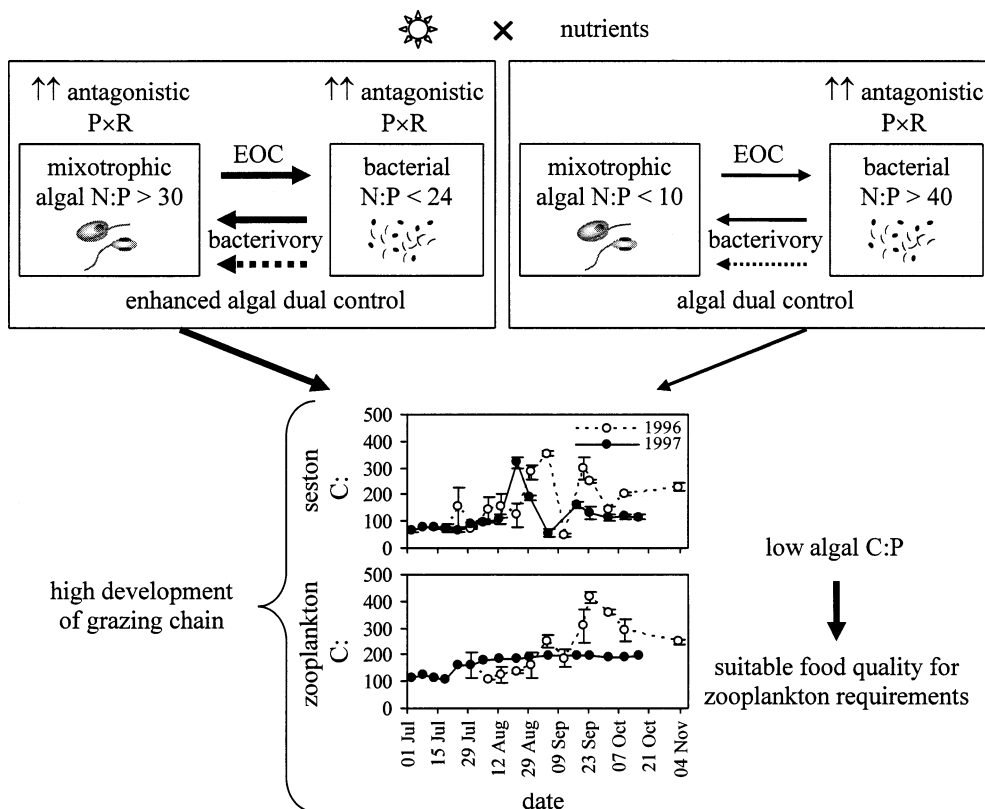 × nutrients
↑↑ antagonistic
P×R
↑↑ antagonistic
P×R
mixotrophic
algal N:P > 30
EOC
bacterivory
bacterial
N:P < 24
enhanced algal dual control
↑↑ antagonistic
P×R
mixotrophic
algal N:P < 10
EOC
bacterivory
bacterial
N:P > 40
algal dual control
high development
of grazing chain
seston
C:
500
400
300
200
100
0
1996
1997
zooplankton
C:
500
400
300
200
100
0
01 Jul
15 Jul
29 Jul
12 Aug
29 Aug
09 Sep
23 Sep
07 Oct
21 Oct
04 Nov
date
low algal C:P
suitable food quality for
zooplankton requirements